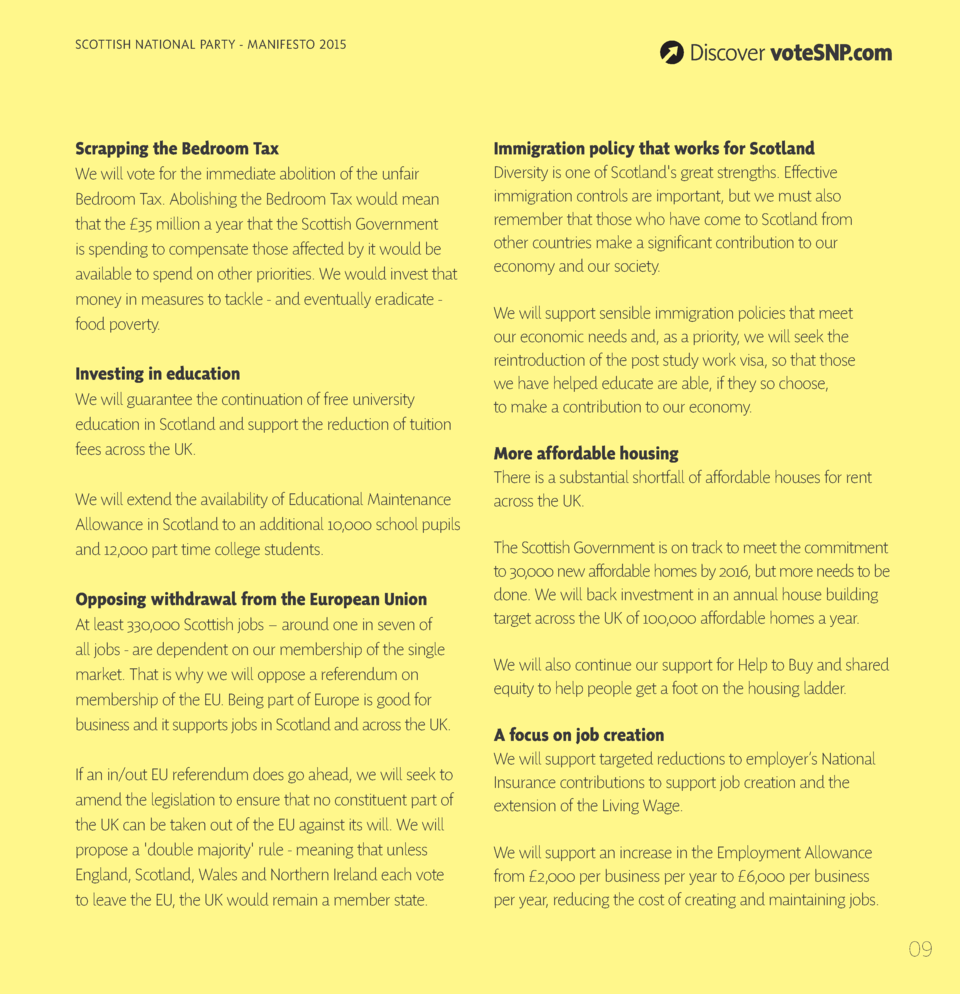 SCOTTISH NATIONAL PARTY - MANIFESTO 2015
Discover voteSNP.com
Scrapping the Bedroom Tax
We will vote for the immediate abolition of the unfair
Bedroom Tax. Abolishing the Bedroom Tax would mean
that the £35 million a year that the Scottish Government
is spending to compensate those affected by it would be
available to spend on other priorities. We would invest that
money in measures to tackle - and eventually eradicate -
food poverty.
Investing in education
We will guarantee the continuation of free university
education in Scotland and support the reduction of tuition
fees across the UK.
We will extend the availability of Educational Maintenance
Allowance in Scotland to an additional 10,000 school pupils
and 12,000 part time college students.
Opposing withdrawal from the European Union
At least 330,000 Scottish jobs – around one in seven of
all jobs - are dependent on our membership of the single
market. That is why we will oppose a referendum on
membership of the EU. Being part of Europe is good for
business and it supports jobs in Scotland and across the UK.
If an in/out EU referendum does go ahead, we will seek to
amend the legislation to ensure that no constituent part of
the UK can be taken out of the EU against its will. We will
propose a 'double majority' rule - meaning that unless
England, Scotland, Wales and Northern Ireland each vote
to leave the EU, the UK would remain a member state.
Immigration policy that works for Scotland
Diversity is one of Scotland's great strengths. Effective
immigration controls are important, but we must also
remember that those who have come to Scotland from
other countries make a significant contribution to our
economy and our society.
We will support sensible immigration policies that meet
our economic needs and, as a priority, we will seek the
reintroduction of the post study work visa, so that those
we have helped educate are able, if they so choose,
to make a contribution to our economy.
More affordable housing
There is a substantial shortfall of affordable houses for rent
across the UK.
The Scottish Government is on track to meet the commitment
to 30,000 new affordable homes by 2016, but more needs to be
done. We will back investment in an annual house building
target across the UK of 100,000 affordable homes a year.
We will also continue our support for Help to Buy and shared
equity to help people get a foot on the housing ladder.
A focus on job creation
We will support targeted reductions to employer’s National
Insurance contributions to support job creation and the
extension of the Living Wage.
We will support an increase in the Employment Allowance
from £2,000 per business per year to £6,000 per business
per year, reducing the cost of creating and maintaining jobs.
09